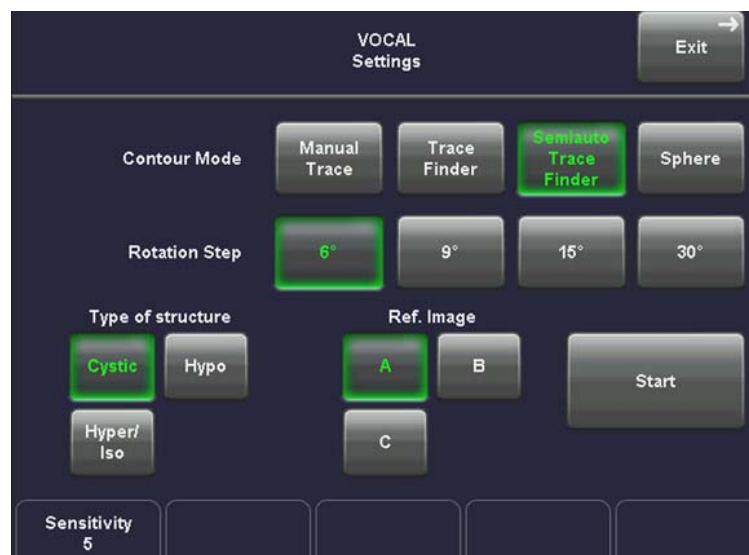 VOCAL
Settings
Exit
Contour Mode
Manual
Trace
Trace
Finder
Semiauto
Trace
Finder
Sphere
Rotation Step
6°
9°
15°
30°
Type of structure
Ref. Image
Cystic
Hypo
A
B
Start
Hyper/
Iso
C
Sensitivity
5